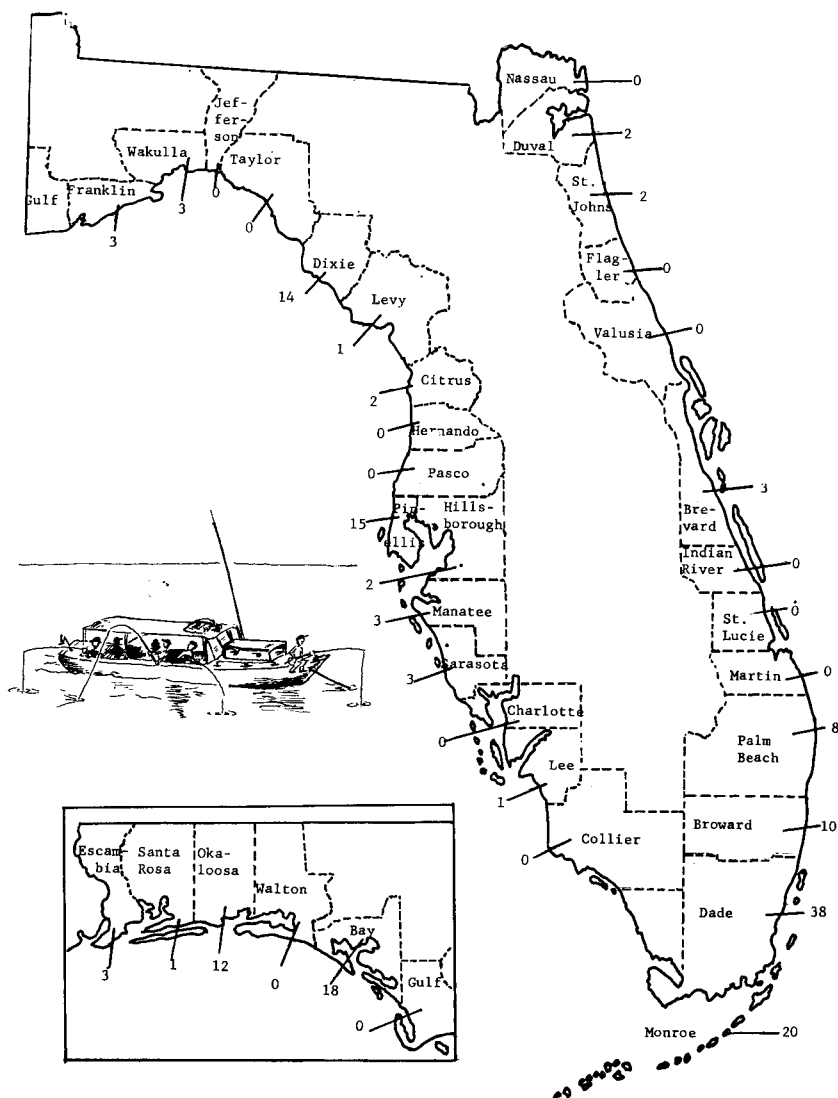 Nassau
0
Jef-
fer-
son
2
Duval
Wakulla
Taylor
Gulf
Franklin
St.
Johns
2
3
3
0
0
Flag-
ler
0
Dixie
14
Levy
1
Valusia
0
Citrus
2
0
Hernando
0
Pasco
Pin-
ellis
15
Hills-
borough
3
Bre-
vard
Indian
River
0
2
Manatee
3
St.
Lucie
0
Sarasota
3
Martin
0
Charlotte
0
Palm
Beach
8
Lee
1
Collier
0
Broward
10
Dade
38
Monroe
20
Escam
bia
Santa
Rosa
Oka-
loosa
Walton
Bay
Gulf
3
1
12
0
18
0